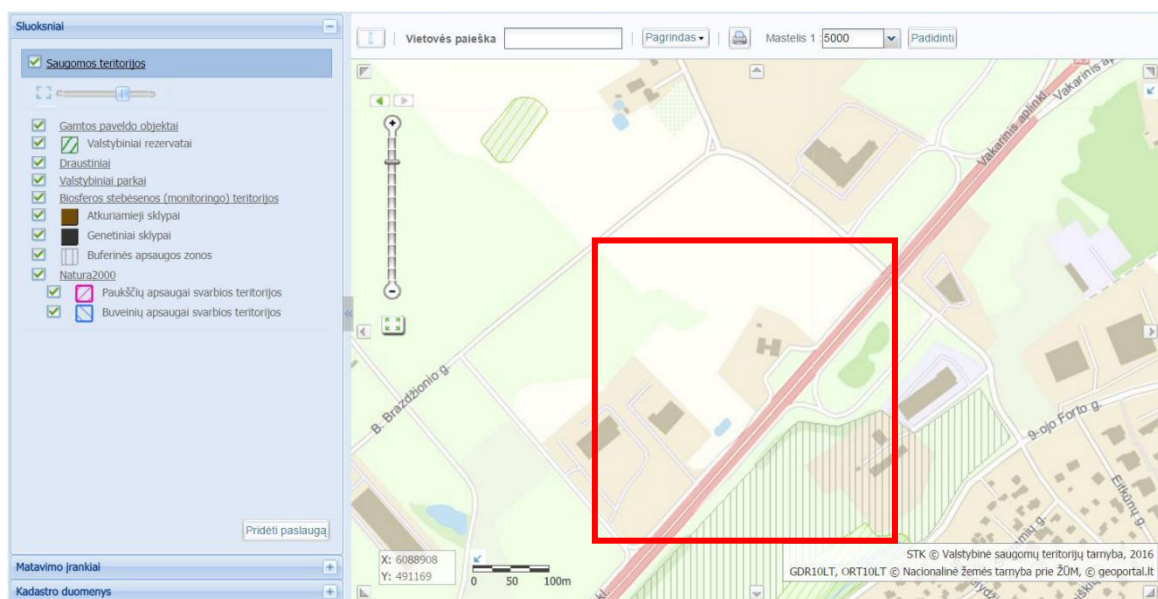 Sluoksniai
Saugomos teritorijos
Gamtos paveldo objektai
Valstybiniai rezervatai
Draustiniai
Valstybiniai parkai
Biosferos stebėsenos (monitoringo) teritorijos
Atkuriamieji sklypai
Genetiniai sklypai
Buferinės apsaugos zonos
Natura2000
Paukščių apsaugai svarbios teritorijos
Buveinių apsaugai svarbios teritorijos
Pridėti paslaugą
Matavimo įrankiai
Kadastro duomenys
Vietovės paieška
Pagrindas
Mastelis 1 :5000
Padidinti
Vakarinis aplinkl.
B. Brazdžionio g.
9-ojo Forto g.
Eitkūnų g.
X: 6088908
Y: 491169
0 50 100m
STK © Valstybinė saugomų teritorijų tarnyba, 2016
GDR10LT, ORT10LT © Nacionalinė žemės tarnyba prie ŽŪM, © geoportal.lt